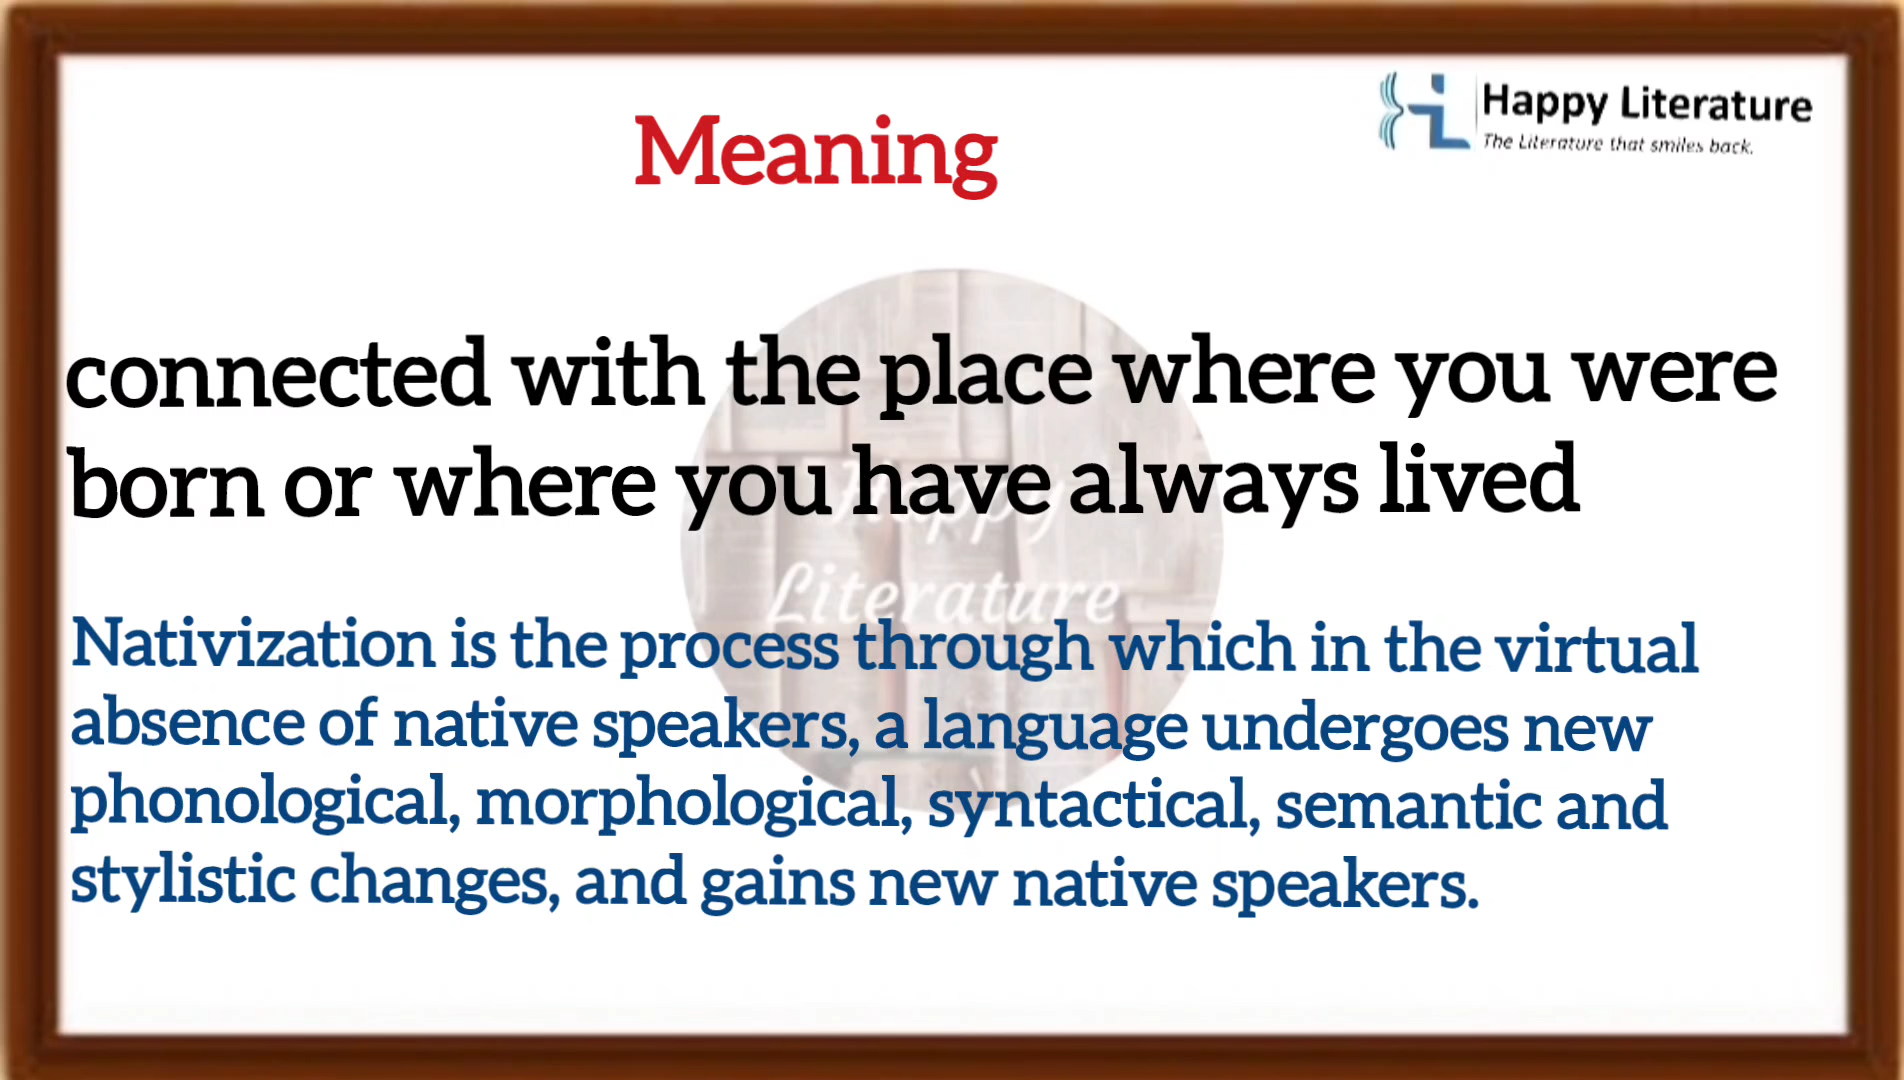 Happy Literature
The Literature that smiles back.
Meaning
connected with the place where you were
born or where you have always lived
Happy
Literature
Nativization is the process through which in the virtual
absence of native speakers, a language undergoes new
phonological, morphological, syntactical, semantic and
stylistic changes, and gains new native speakers.